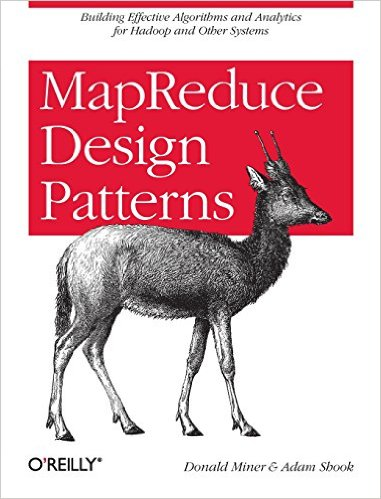 Building Effective Algorithms and Analytics
for Hadoop and Other Systems
MapReduce
Design
Patterns
O'REILLY®
Donald Miner & Adam Shook